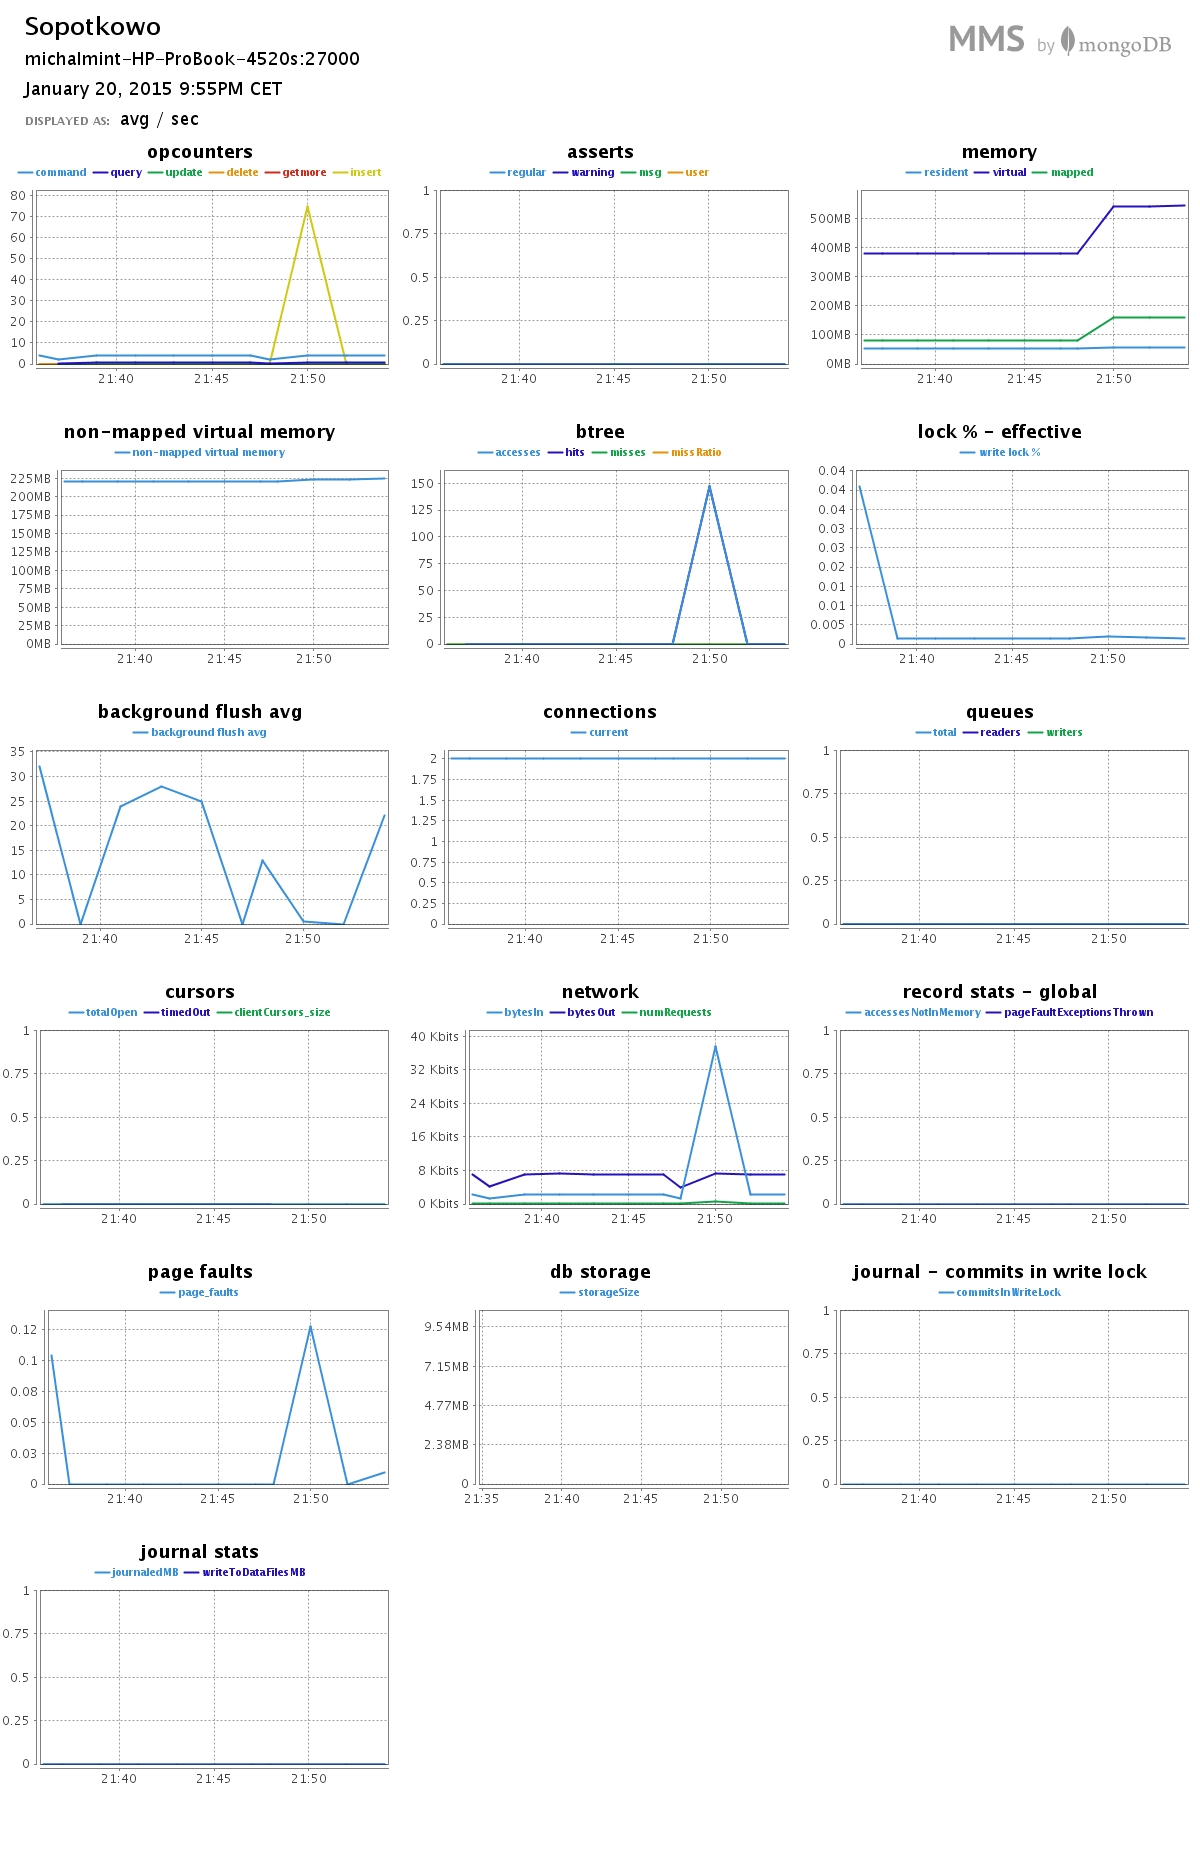 Sopotkowo
michalmint-HP-ProBook-4520s:27000
January 20, 2015 9:55PM CET
DISPLAYED AS: avg / sec
MMS by mongoDB
opcounters
command query update delete getmore insert
80
70
60
50
40
30
20
10
0
21:40 21:45 21:50
asserts
regular warning msg user
1
0.75
0.5
0.25
0
21:40 21:45 21:50
memory
resident virtual mapped
500MB
400MB
300MB
200MB
100MB
0MB
21:40 21:45 21:50
non-mapped virtual memory
non-mapped virtual memory
225MB
200MB
175MB
150MB
125MB
100MB
75MB
50MB
25MB
0MB
21:40 21:45 21:50
btree
accesses hits misses missRatio
150
125
100
75
50
25
0
21:40 21:45 21:50
lock % - effective
write lock %
0.04
0.04
0.04
0.03
0.03
0.02
0.01
0.01
0.005
0
21:40 21:45 21:50
background flush avg
background flush avg
35
30
25
20
15
10
5
0
21:40 21:45 21:50
connections
current
2
1.75
1.5
1.25
1
0.75
0.5
0.25
0
21:40 21:45 21:50
queues
total readers writers
1
0.75
0.5
0.25
0
21:40 21:45 21:50
cursors
totalOpen timedOut clientCursors_size
1
0.75
0.5
0.25
0
21:40 21:45 21:50
network
bytesIn bytesOut numRequests
40 Kbits
32 Kbits
24 Kbits
16 Kbits
8 Kbits
0 Kbits
21:40 21:45 21:50
record stats - global
accessesNotInMemory pageFaultExceptionsThrown
1
0.75
0.5
0.25
0
21:40 21:45 21:50
page faults
page_faults
0.12
0.1
0.08
0.05
0.03
0
21:40 21:45 21:50
db storage
storageSize
9.54MB
7.15MB
4.77MB
2.38MB
0
21:35 21:40 21:45 21:50
journal - commits in write lock
commitsInWriteLock
1
0.75
0.5
0.25
0
21:40 21:45 21:50
journal stats
journaledMB writeToDataFilesMB
1
0.75
0.5
0.25
0
21:40 21:45 21:50